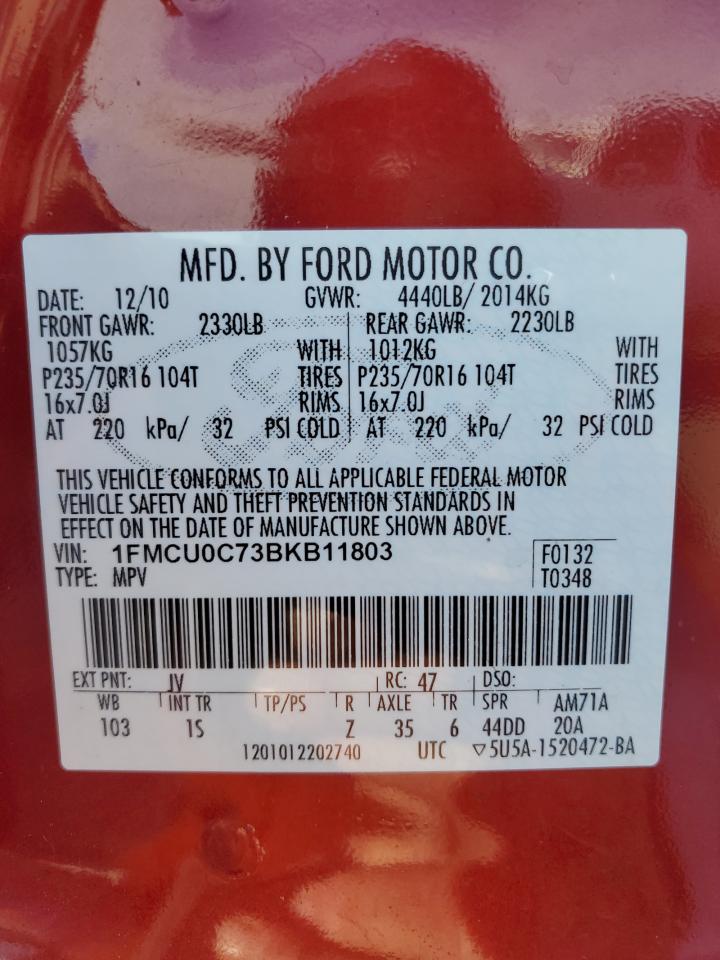 MFD. BY FORD MOTOR CO.
DATE: 12/10 GVWR: 4440LB/ 2014KG
FRONT GAWR: 2330LB REAR GAWR: 2230LB
1057KG WITH 1012KG WITH
P235/70R16 104T TIRES P235/70R16 104T TIRES
16x7.0J RIMS 16x7.0J RIMS
AT 220 kPa/ 32 PSI COLD AT 220 kPa/ 32 PSI COLD
THIS VEHICLE CONFORMS TO ALL APPLICABLE FEDERAL MOTOR
VEHICLE SAFETY AND THEFT PREVENTION STANDARDS IN
EFFECT ON THE DATE OF MANUFACTURE SHOWN ABOVE.
VIN: 1FMCU0C73BKB11803 F0132
TYPE: MPV T0348
EXT PNT: JV RC: 47 DSO:
WB INT TR TP/PS R AXLE TR SPR AM71A
103 1S Z 35 6 44DD 20A
1201012202740 UTC ▽5U5A-1520472-BA